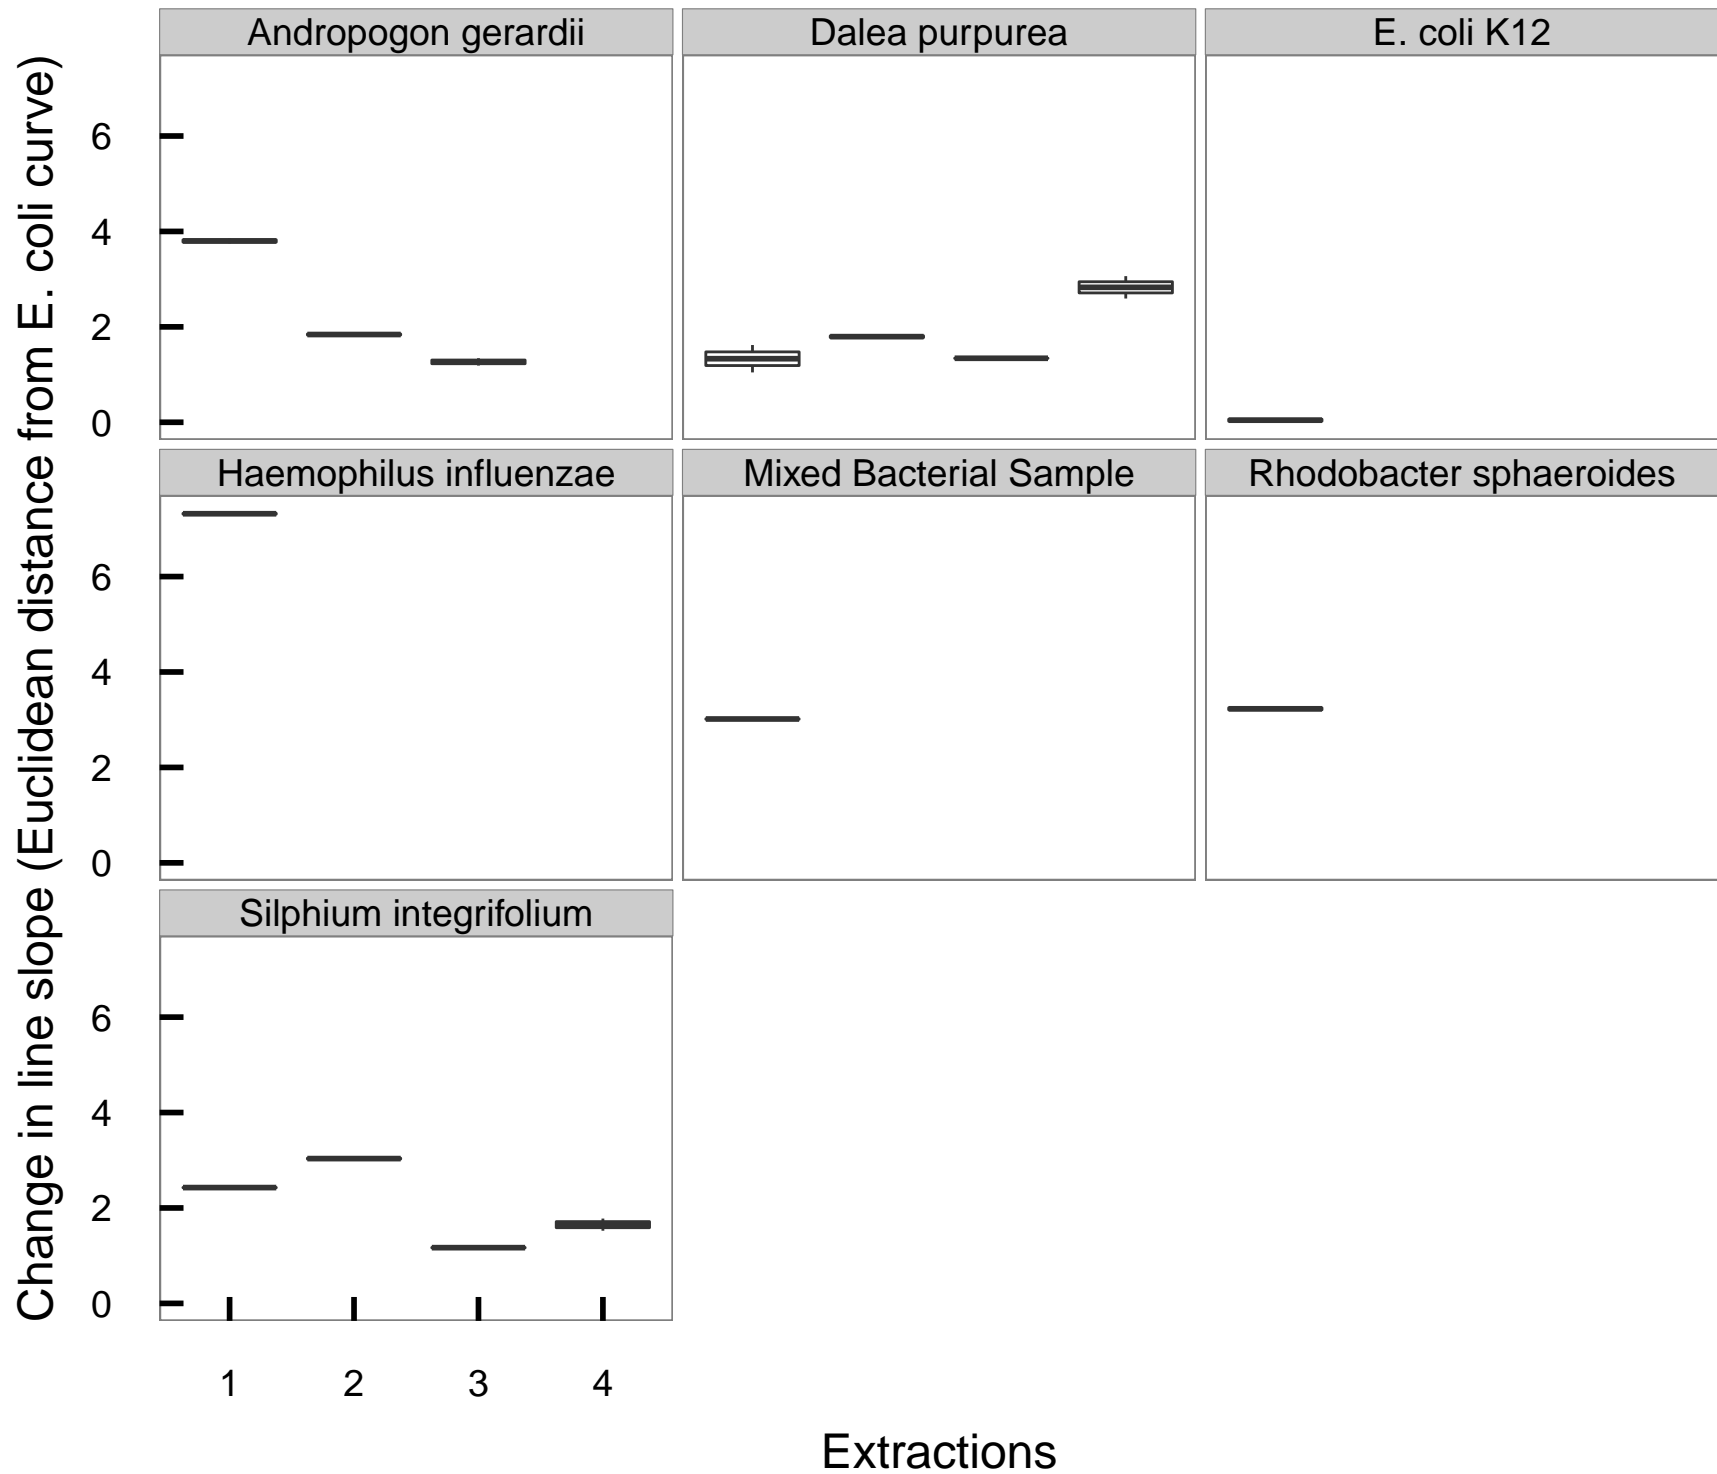 Change in line slope (Euclidean distance from E. coli curve)
Andropogon gerardii
Dalea purpurea
E. coli K12
6
4
2
0
Haemophilus influenzae
Mixed Bacterial Sample
Rhodobacter sphaeroides
6
4
2
0
Silphium integrifolium
6
4
2
0
1 2 3 4
Extractions